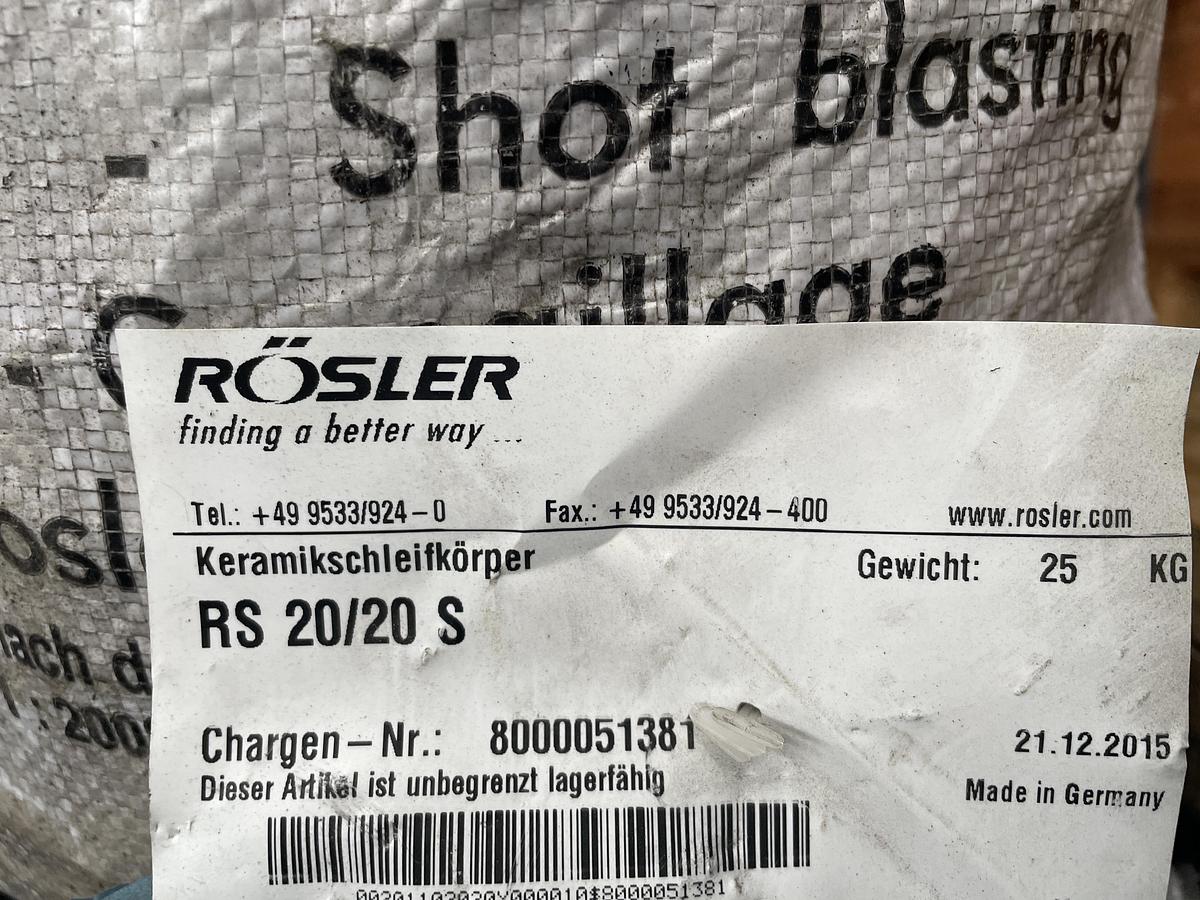 - Shot blasting
RÖSLER
finding a better way ...
Tel.: +49 9533/924-0 Fax.: +49 9533/924-400 www.rosler.com
Keramikschleifkörper Gewicht: 25 KG
RS 20/20 S
Chargen-Nr.: 8000051381 21.12.2015
Dieser Artikel ist unbegrenzt lagerfähig Made in Germany